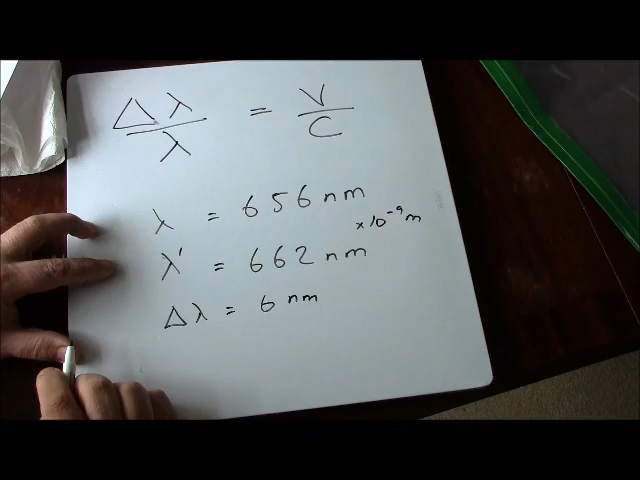 Δλ/λ = V/C
λ = 656 nm
×10⁻⁹ m
λ' = 662 nm
Δλ = 6 nm